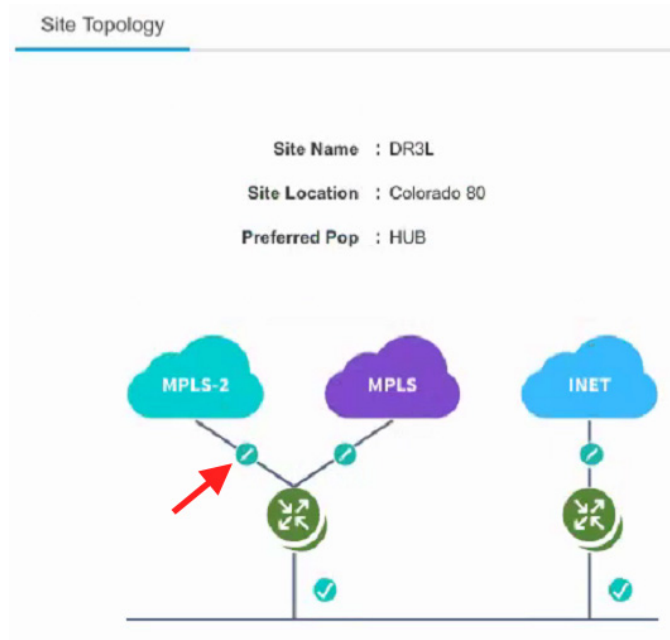 Site Topology
Site Name : DR3L
Site Location : Colorado 80
Preferred Pop : HUB
MPLS-2 MPLS INET